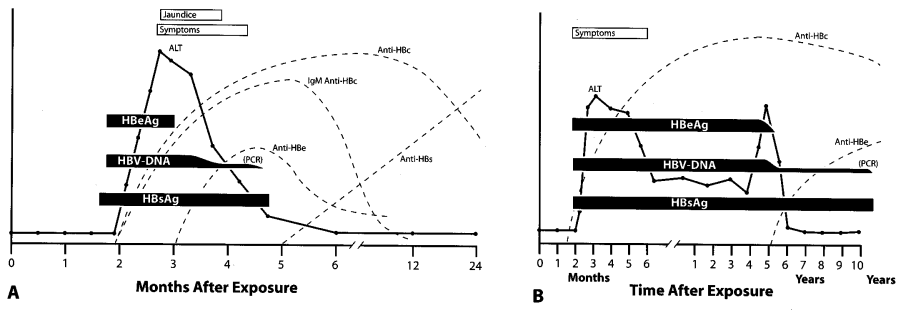 Jaundice
Symptoms
ALT
Anti-HBc
IgM Anti-HBc
HBeAg
Anti-HBe
HBV-DNA
(PCR)
Anti-HBs
HBsAg
0 1 2 3 4 5 6 12 24
A
Months After Exposure
Symptoms
Anti-HBc
ALT
HBeAg
Anti-HBe
HBV-DNA
(PCR)
HBsAg
0 1 2 3 4 5 6 1 2 3 4 5 6 7 8 9 10
Months Years Years
B
Time After Exposure